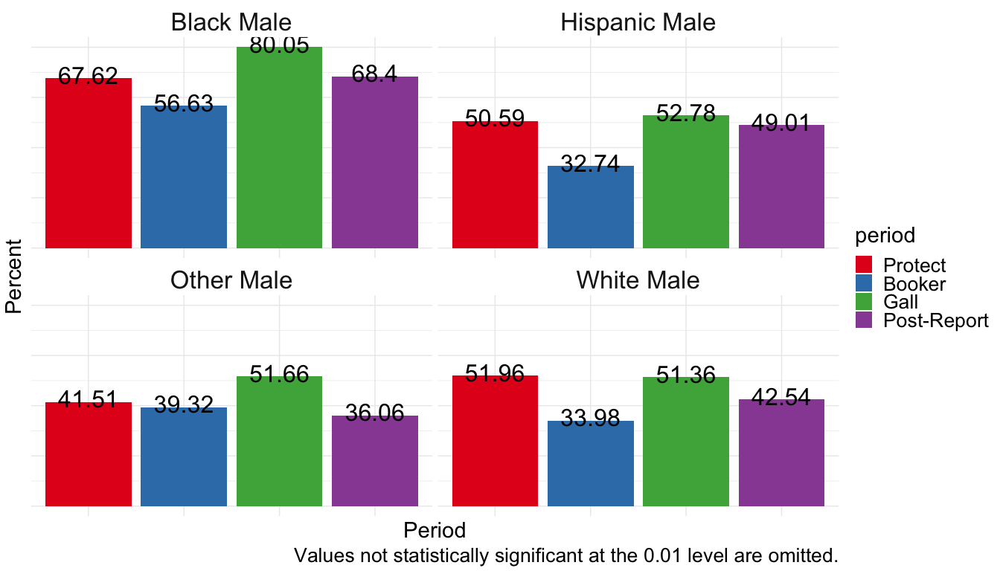 Black Male
Hispanic Male
67.62
56.63
80.05
68.4
50.59
32.74
52.78
49.01
Other Male
White Male
41.51
39.32
51.66
36.06
51.96
33.98
51.36
42.54
Percent
Period
Values not statistically significant at the 0.01 level are omitted.
period
Protect
Booker
Gall
Post-Report